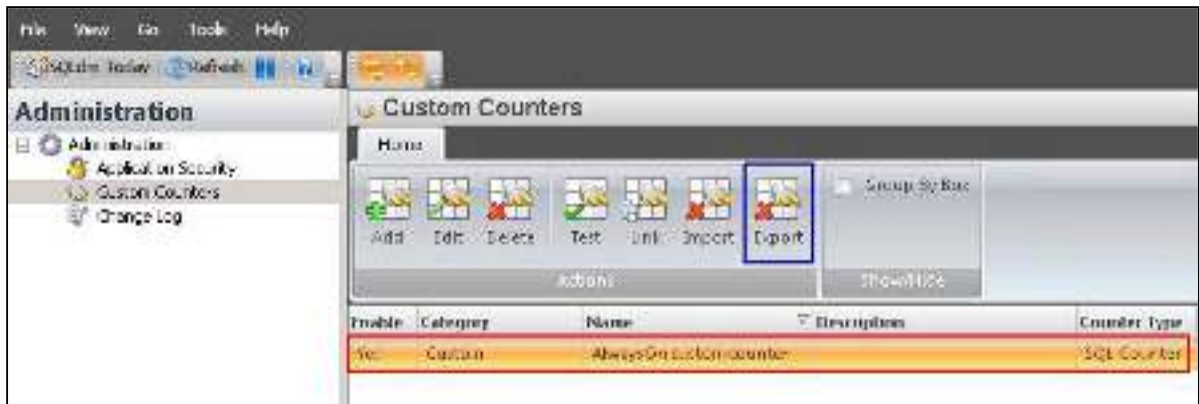 File View Go Tools Help
SQLdm Today Refresh
Administration
Custom Counters
Administration
Application Security
Custom Counters
Change Log
Home
Add Edit Delete Test Link Import Export
Group By Box
Actions
Show/Hide
Enable Category Name Description Counter Type
Yes Custom AlwaysOn custom counter SQL Counter